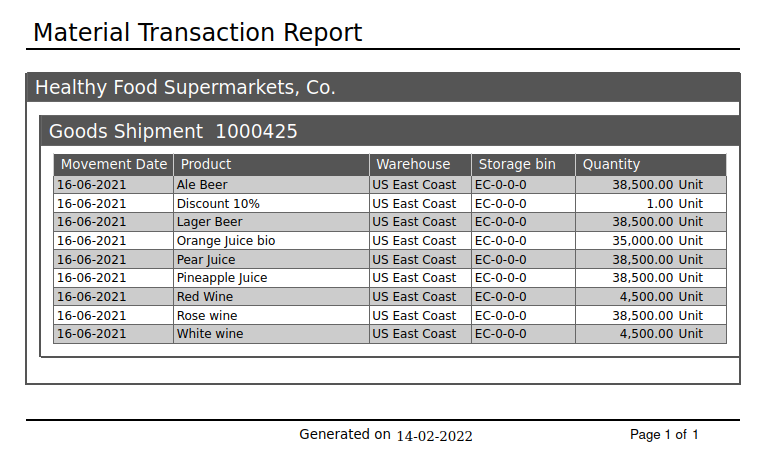 Material Transaction Report
Healthy Food Supermarkets, Co.
Goods Shipment 1000425
Movement Date Product Warehouse Storage bin Quantity
16-06-2021 Ale Beer US East Coast EC-0-0-0 38,500.00 Unit
16-06-2021 Discount 10% US East Coast EC-0-0-0 1.00 Unit
16-06-2021 Lager Beer US East Coast EC-0-0-0 38,500.00 Unit
16-06-2021 Orange Juice bio US East Coast EC-0-0-0 35,000.00 Unit
16-06-2021 Pear Juice US East Coast EC-0-0-0 38,500.00 Unit
16-06-2021 Pineapple Juice US East Coast EC-0-0-0 38,500.00 Unit
16-06-2021 Red Wine US East Coast EC-0-0-0 4,500.00 Unit
16-06-2021 Rose wine US East Coast EC-0-0-0 38,500.00 Unit
16-06-2021 White wine US East Coast EC-0-0-0 4,500.00 Unit
Generated on 14-02-2022 Page 1 of 1